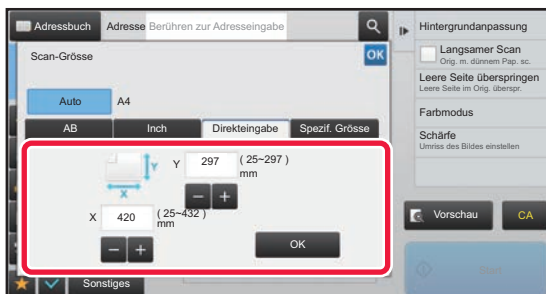 Adressbuch Adresse Berühren zur Adresseingabe
Scan-Grösse
OK
Auto A4
AB Inch Direkteingabe Spezif. Grösse
Y 297 ( 25~297 )
mm
Y
X
X 420 ( 25~432 )
mm
OK
Sonstiges
Hintergrundanpassung
Langsamer Scan
Orig. m. dünnem Pap. sc.
Leere Seite überspringen
Leere Seite im Orig. überspr.
Farbmodus
Schärfe
Umriss des Bildes einstellen
Vorschau CA
Start